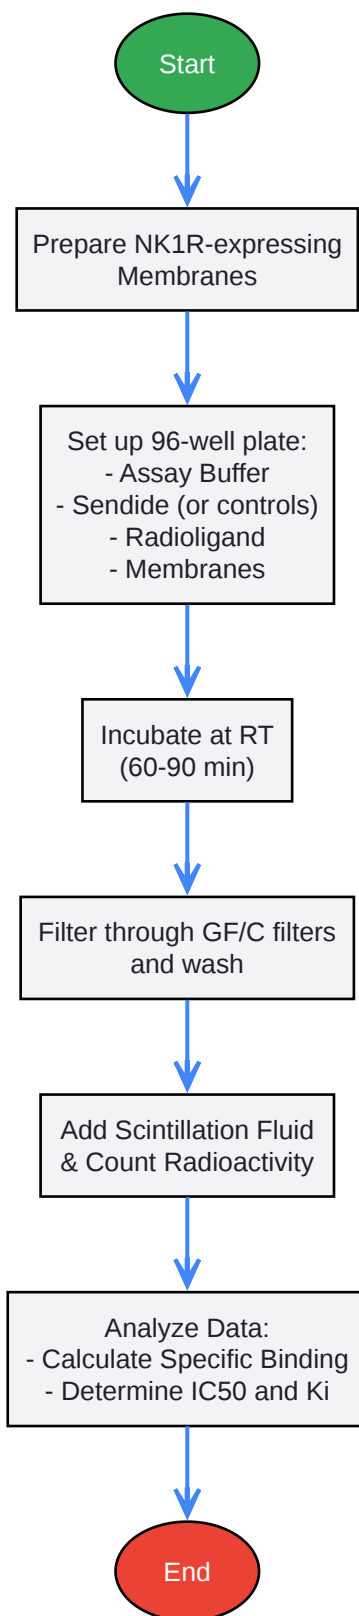 Start
Prepare NK1R-expressing
Membranes
Set up 96-well plate:
- Assay Buffer
- Sendide (or controls)
- Radioligand
- Membranes
Incubate at RT
(60-90 min)
Filter through GF/C filters
and wash
Add Scintillation Fluid
& Count Radioactivity
Analyze Data:
- Calculate Specific Binding
- Determine IC50 and Ki
End